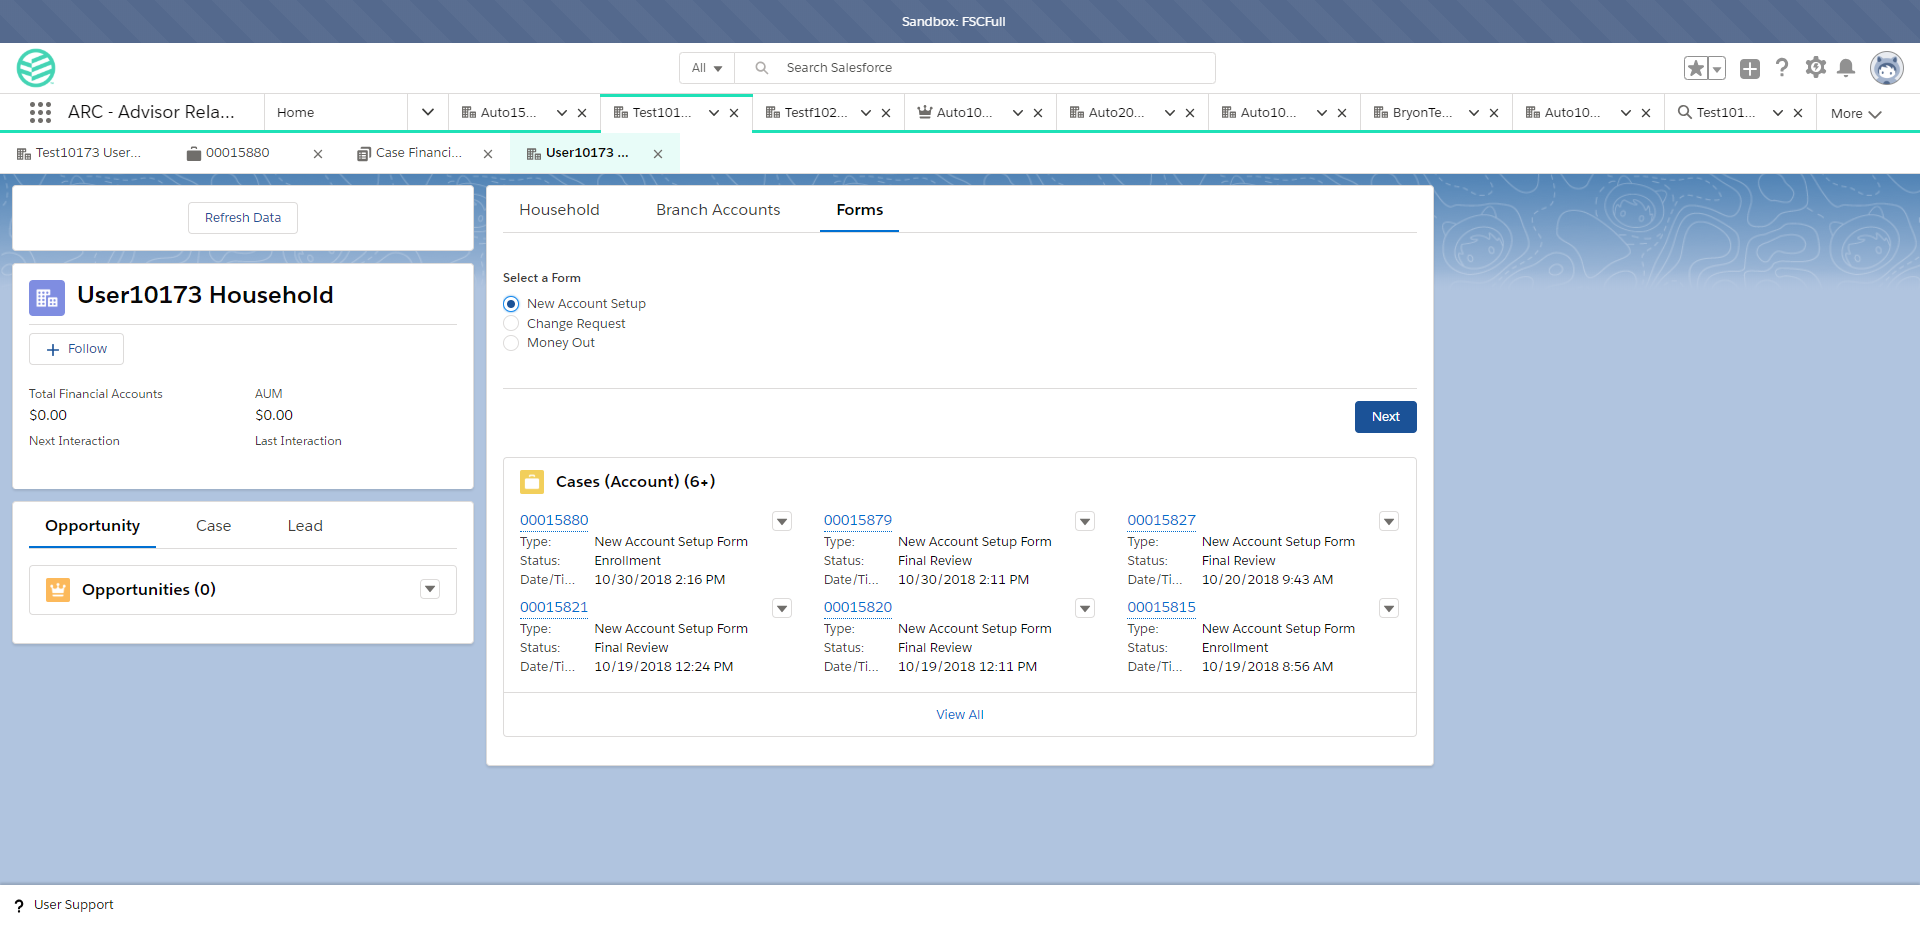 Sandbox: FSCFull
All
Search Salesforce
ARC - Advisor Rela...
Home
Auto15...
Test101...
Testf102...
Auto10...
Auto20...
Auto10...
BryonTe...
Auto10...
Test101...
More
Test10173 User...
00015880
Case Financi...
User10173 ...
Refresh Data
User10173 Household
Follow
Total Financial Accounts
AUM
$0.00
$0.00
Next Interaction
Last Interaction
Opportunity
Case
Lead
Opportunities (0)
Household
Branch Accounts
Forms
Select a Form
New Account Setup
Change Request
Money Out
Next
Cases (Account) (6+)
00015880
Type: New Account Setup Form
Status: Enrollment
Date/Ti... 10/30/2018 2:16 PM
00015879
Type: New Account Setup Form
Status: Final Review
Date/Ti... 10/30/2018 2:11 PM
00015827
Type: New Account Setup Form
Status: Final Review
Date/Ti... 10/20/2018 9:43 AM
00015821
Type: New Account Setup Form
Status: Final Review
Date/Ti... 10/19/2018 12:24 PM
00015820
Type: New Account Setup Form
Status: Final Review
Date/Ti... 10/19/2018 12:11 PM
00015815
Type: New Account Setup Form
Status: Enrollment
Date/Ti... 10/19/2018 8:56 AM
View All
? User Support